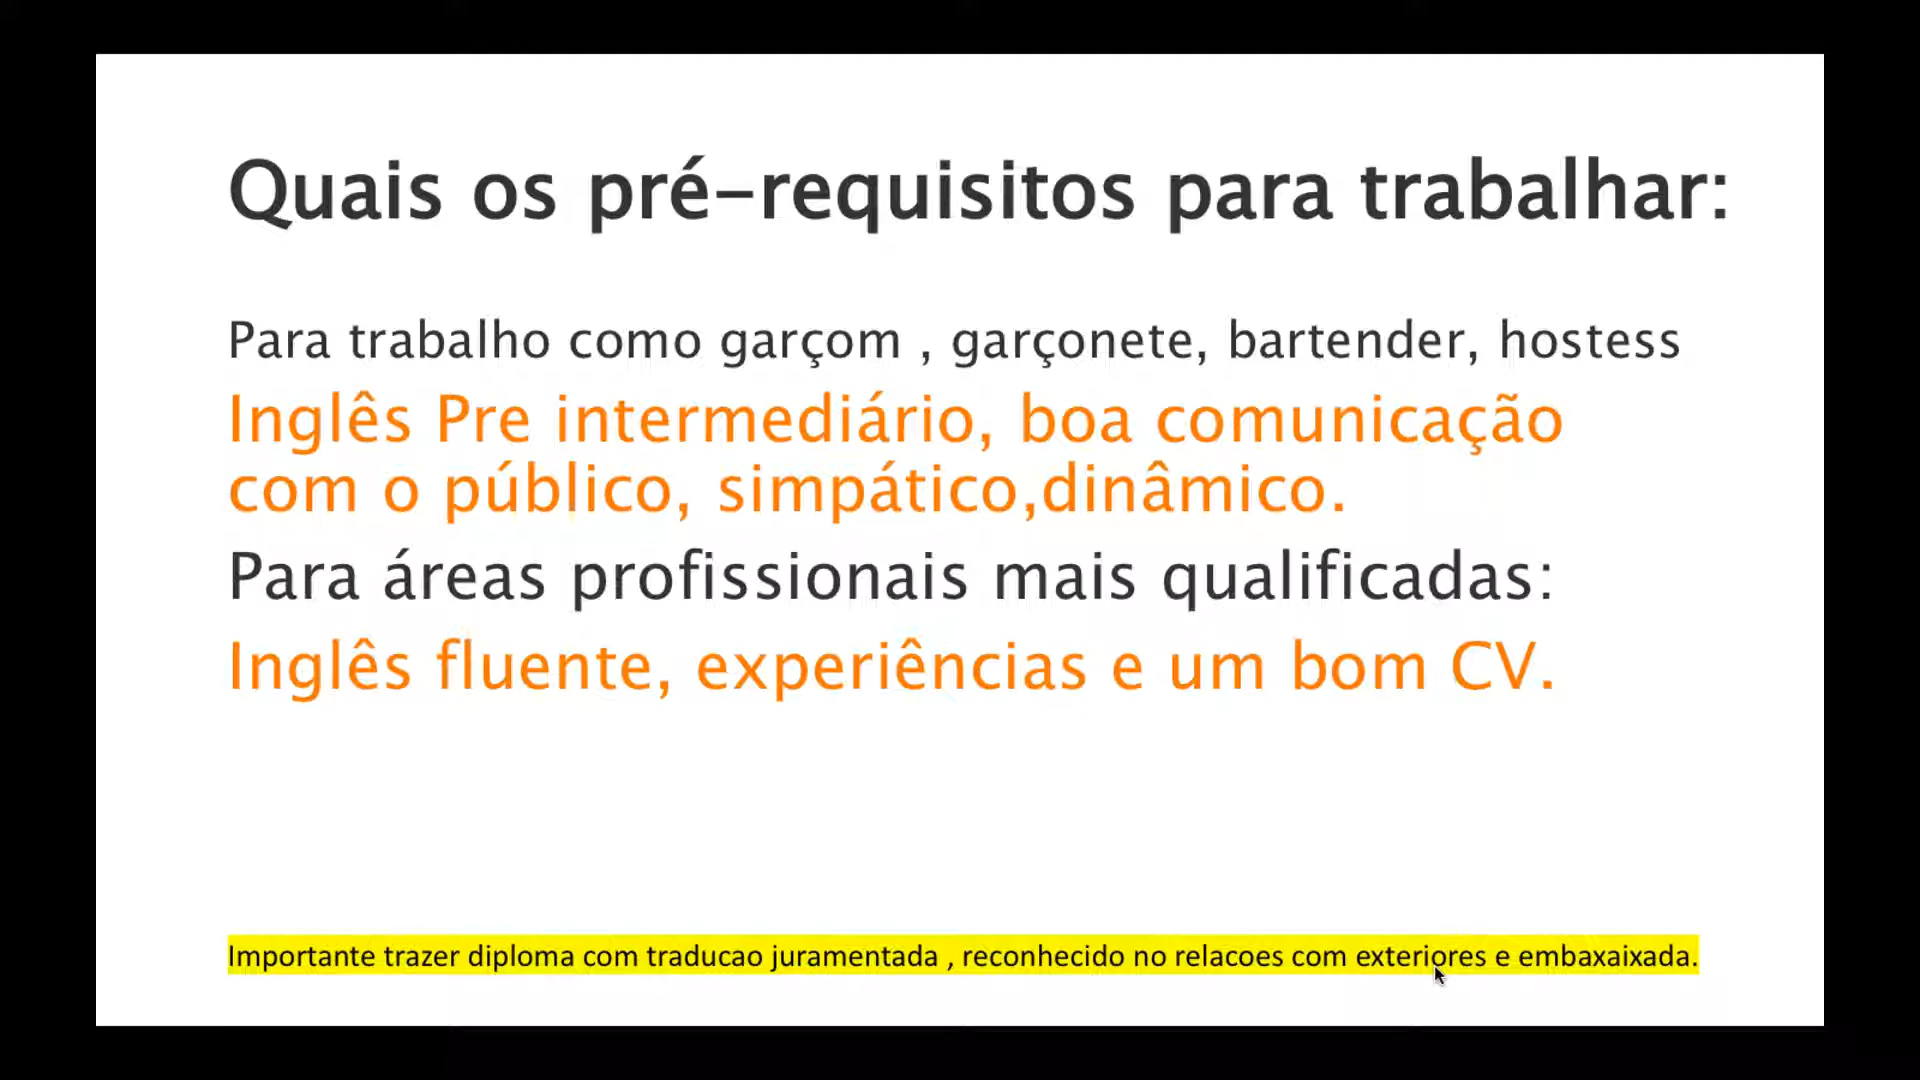 Quais os pré-requisitos para trabalhar:
Para trabalho como garçom , garçonete, bartender, hostess
Inglês Pre intermediário, boa comunicação
com o público, simpático,dinâmico.
Para áreas profissionais mais qualificadas:
Inglês fluente, experiências e um bom CV.
Importante trazer diploma com traducao juramentada , reconhecido no relacoes com exteriores e embaxaixada.